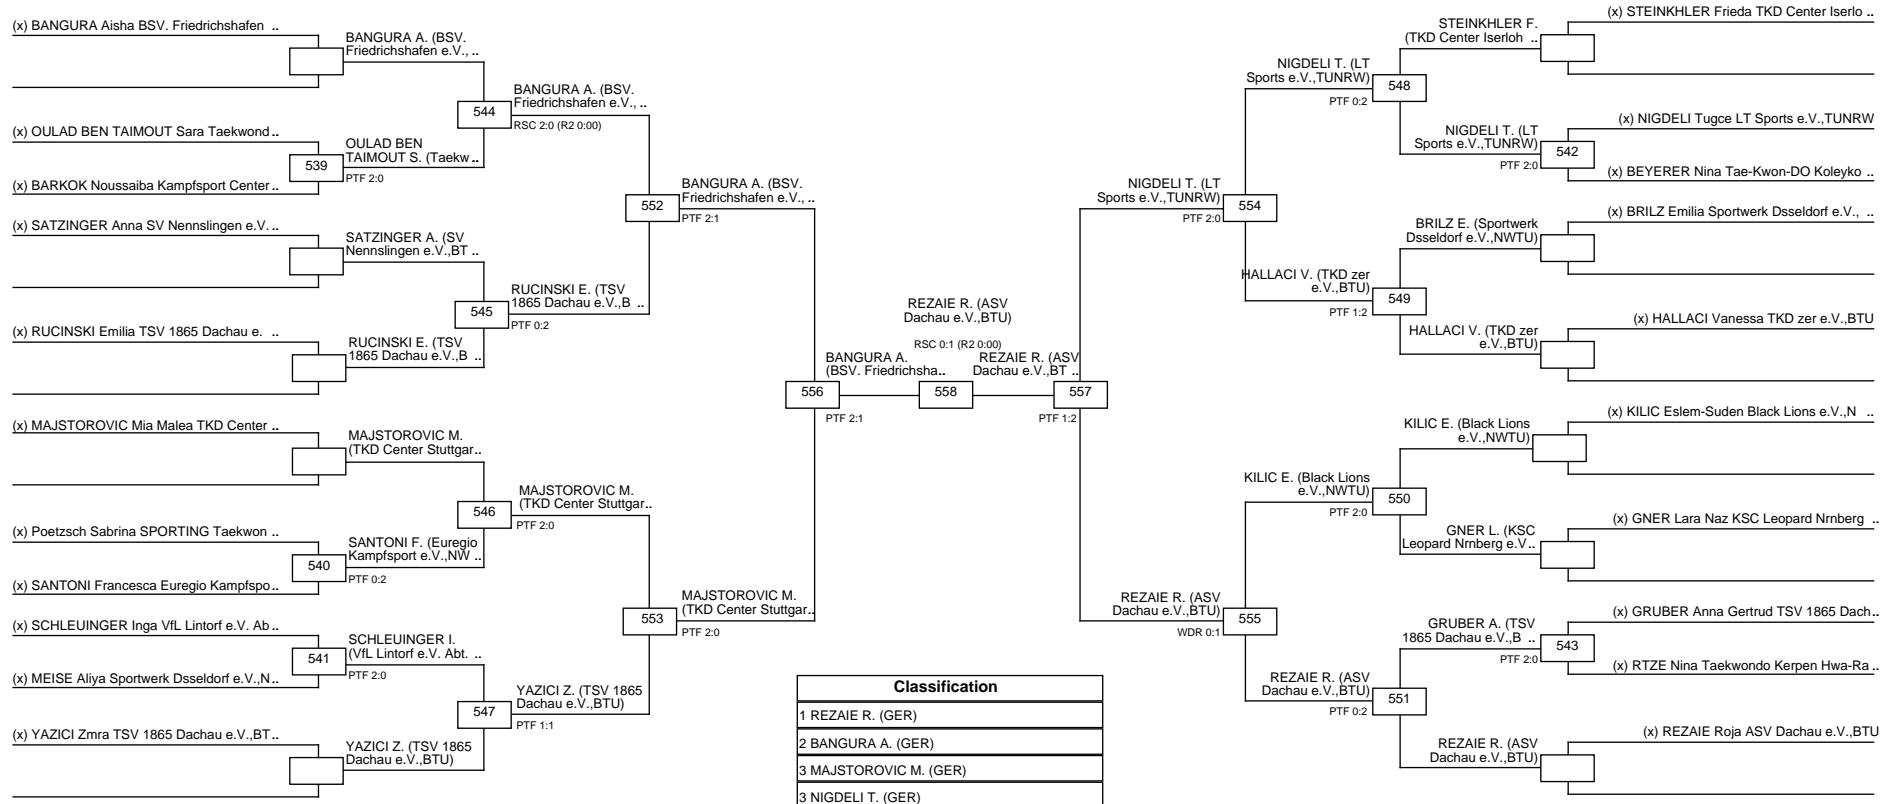 (x) BANGURA Aisha BSV. Friedrichshafen ..
BANGURA A. (BSV.
Friedrichshafen e.V., ..
544
BANGURA A. (BSV.
Friedrichshafen e.V., ..
RSC 2:0 (R2 0:00)
(x) OULAD BEN TAIMOUT Sara Taekwond ..
539
OULAD BEN
TAIMOUT S. (Taekw ..
PTF 2:0
(x) BARKOK Noussaiba Kampfsport Center ..
552
BANGURA A. (BSV.
Friedrichshafen e.V., ..
PTF 2:1
(x) SATZINGER Anna SV Nennslingen e.V. ..
SATZINGER A. (SV
Nennslingen e.V.,BT ..
545
RUCINSKI E. (TSV
1865 Dachau e.V.,B ..
PTF 0:2
(x) RUCINSKI Emilia TSV 1865 Dachau e. ..
RUCINSKI E. (TSV
1865 Dachau e.V.,B ..
556
BANGURA A.
(BSV. Friedrichsha..
PTF 2:1
(x) MAJSTOROVIC Mia Malea TKD Center ..
MAJSTOROVIC M.
(TKD Center Stuttgar..
546
MAJSTOROVIC M.
(TKD Center Stuttgar..
PTF 2:0
(x) Poetzsch Sabrina SPORTING Taekwon ..
540
SANTONI F. (Euregio
Kampfsport e.V.,NW ..
PTF 0:2
(x) SANTONI Francesca Euregio Kampfspo ..
553
MAJSTOROVIC M.
(TKD Center Stuttgar..
PTF 2:0
(x) SCHLEUINGER Inga VfL Lintorf e.V. Ab ..
541
SCHLEUINGER I.
(VfL Lintorf e.V. Abt. ..
PTF 2:0
(x) MEISE Aliya Sportwerk Dsseldorf e.V.,N ..
547
YAZICI Z. (TSV 1865
Dachau e.V.,BTU)
PTF 1:1
(x) YAZICI Zmra TSV 1865 Dachau e.V.,BT ..
YAZICI Z. (TSV 1865
Dachau e.V.,BTU)
REZAIE R. (ASV
Dachau e.V.,BTU)
RSC 0:1 (R2 0:00)
558
REZAIE R. (ASV
Dachau e.V.,BT ..
557
PTF 1:2
(x) STEINKHLER Frieda TKD Center Iserlo ..
STEINKHLER F.
(TKD Center Iserloh ..
NIGDELI T. (LT
Sports e.V.,TUNRW)
548
PTF 0:2
(x) NIGDELI Tugce LT Sports e.V.,TUNRW
NIGDELI T. (LT
Sports e.V.,TUNRW)
542
PTF 2:0
(x) BEYERER Nina Tae-Kwon-DO Koleyko ..
NIGDELI T. (LT
Sports e.V.,TUNRW)
554
PTF 2:0
(x) BRILZ Emilia Sportwerk Dsseldorf e.V., ..
BRILZ E. (Sportwerk
Dsseldorf e.V.,NWTU)
HALLACI V. (TKD zer
e.V.,BTU)
549
PTF 1:2
(x) HALLACI Vanessa TKD zer e.V.,BTU
HALLACI V. (TKD zer
e.V.,BTU)
(x) KILIC Eslem-Suden Black Lions e.V.,N ..
KILIC E. (Black Lions
e.V.,NWTU)
KILIC E. (Black Lions
e.V.,NWTU)
550
PTF 2:0
(x) GNER Lara Naz KSC Leopard Nrnberg ..
GNER L. (KSC
Leopard Nrnberg e.V ..
REZAIE R. (ASV
Dachau e.V.,BTU)
555
WDR 0:1
(x) GRUBER Anna Gertrud TSV 1865 Dach..
GRUBER A. (TSV
1865 Dachau e.V.,B ..
543
PTF 2:0
(x) RTZE Nina Taekwondo Kerpen Hwa-Ra ..
REZAIE R. (ASV
Dachau e.V.,BTU)
551
PTF 0:2
(x) REZAIE Roja ASV Dachau e.V.,BTU
REZAIE R. (ASV
Dachau e.V.,BTU)
Classification
1 REZAIE R. (GER)
2 BANGURA A. (GER)
3 MAJSTOROVIC M. (GER)
3 NIGDELI T. (GER)